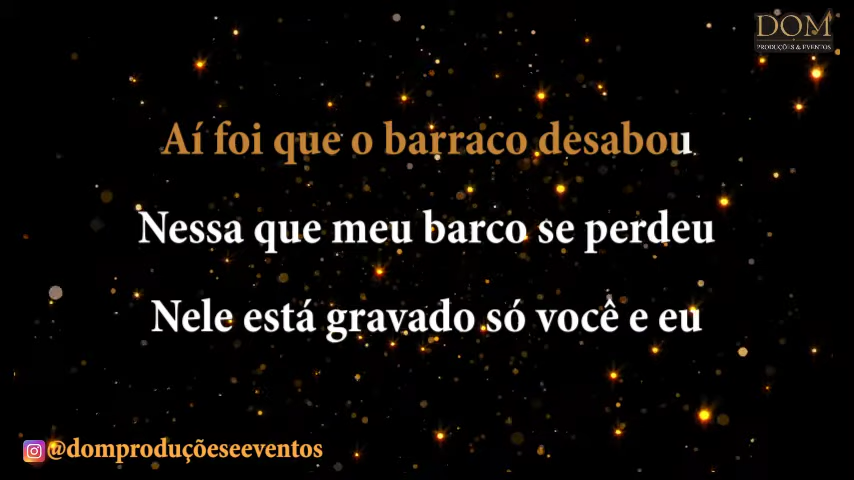 DOM
PRODUÇÕES & EVENTOS
Aí foi que o barraco desabou
Nessa que meu barco se perdeu
Nele está gravado só você e eu
@domproduçõeseeventos